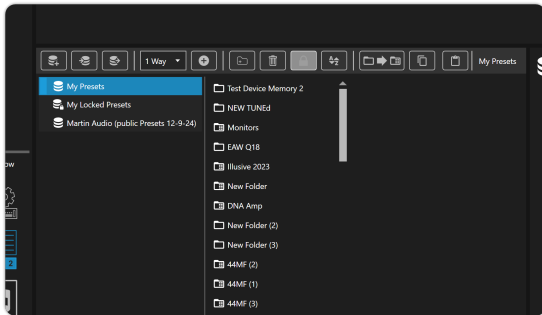 1 Way
My Presets
My Presets
My Locked Presets
Martin Audio (public Presets 12-9-24)
Test Device Memory 2
NEW TUNEd
Monitors
EAW Q18
Illusive 2023
New Folder
DNA Amp
New Folder (2)
New Folder (3)
44MF (2)
44MF (1)
44MF (3)
ow
2